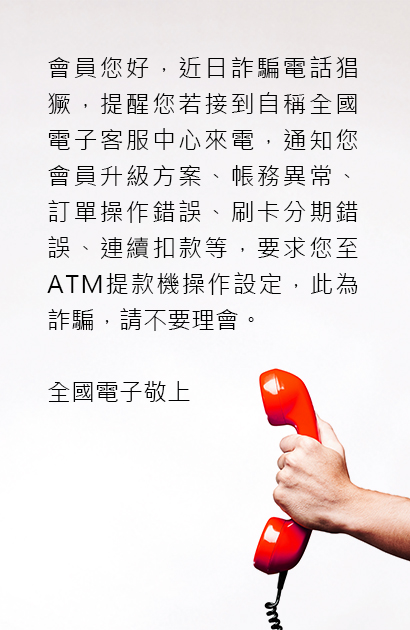 會員您好，近日詐騙電話猖
獗，提醒您若接到自稱全國
電子客服中心來電，通知您
會員升級方案、帳務異常、
訂單操作錯誤、刷卡分期錯
誤、連續扣款等，要求您至
ATM提款機操作設定，此為
詐騙，請不要理會。
全國電子敬上